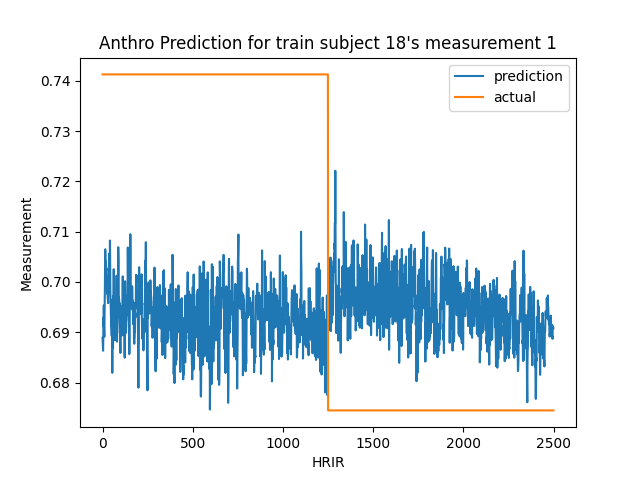 Anthro Prediction for train subject 18's measurement 1
prediction
actual
0.74
0.73
0.72
0.71
0.70
0.69
0.68
Measurement
0
500
1000
1500
2000
2500
HRIR